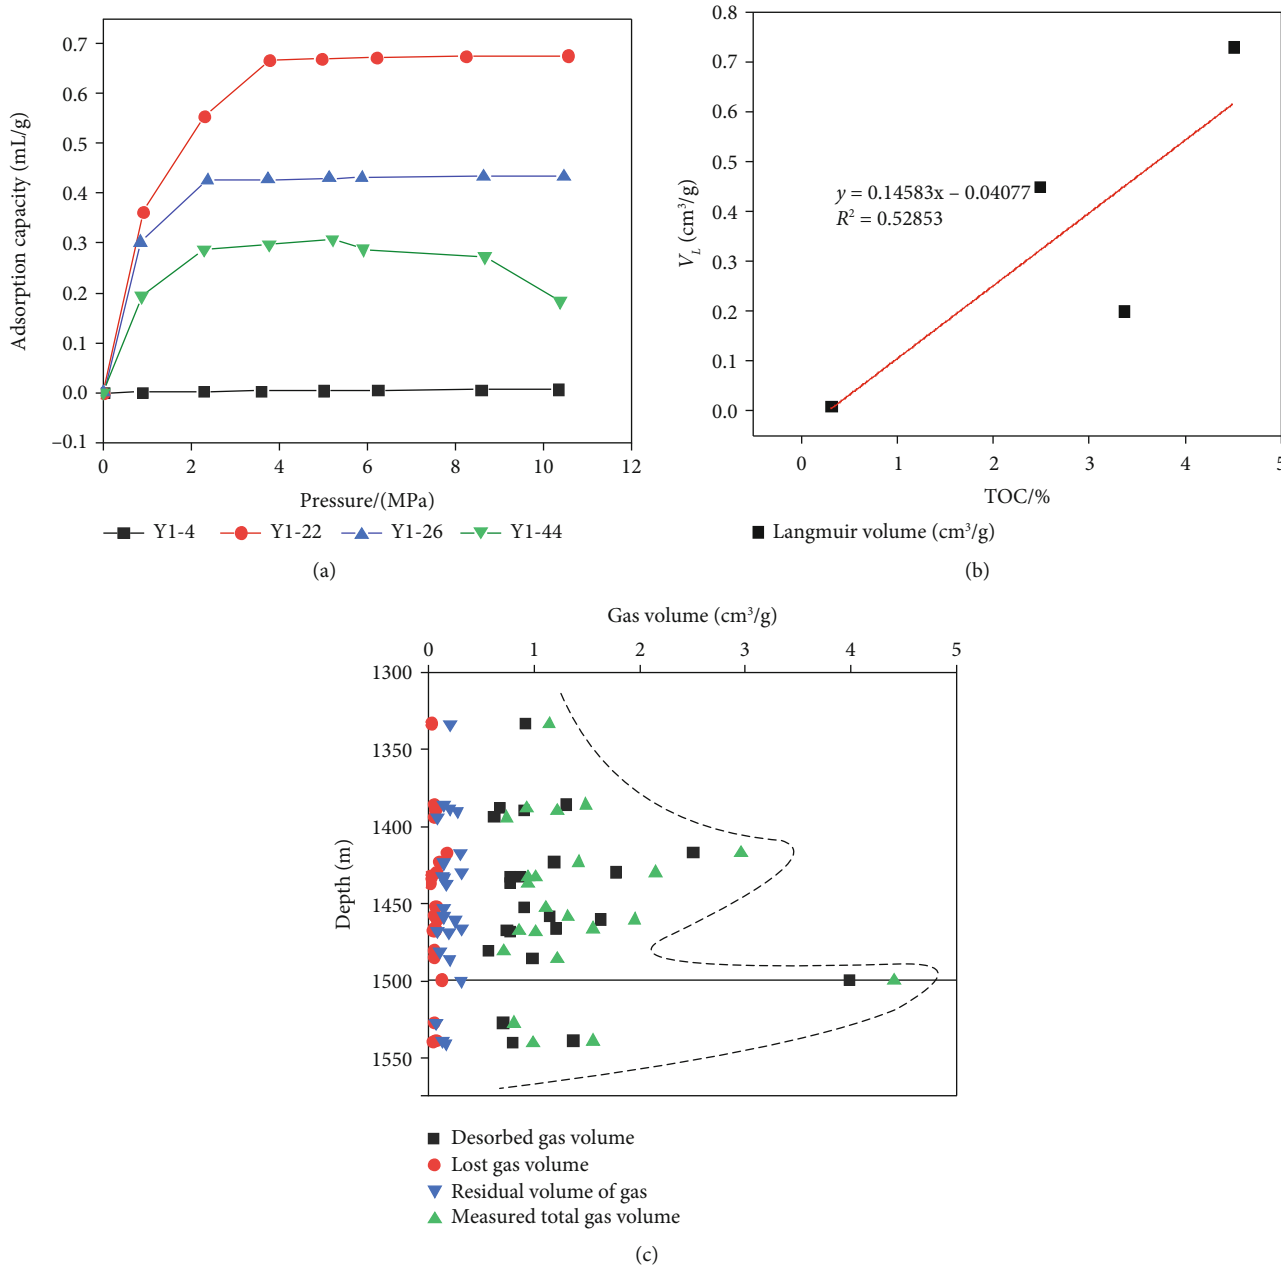 0.7
0.6
0.5
0.4
0.3
0.2
0.1
0.0
–0.1
Adsorption capacity (mL/g)
0 2 4 6 8 10 12
Pressure/(MPa)
Y1-4 Y1-22 Y1-26 Y1-44
(a)
0.8
0.7
0.6
0.5
0.4
0.3
0.2
0.1
0.0
V_L (cm³/g)
y = 0.14583x – 0.04077
R² = 0.52853
0 1 2 3 4 5
TOC/%
Langmuir volume (cm³/g)
(b)
Gas volume (cm³/g)
0 1 2 3 4 5
1300
1350
1400
1450
1500
1550
Depth (m)
Desorbed gas volume
Lost gas volume
Residual volume of gas
Measured total gas volume
(c)